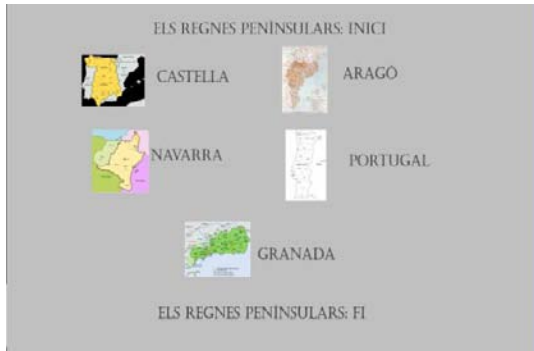 ELS REGNES PENÍNSULARS: INICI
CASTELLA
ARAGÓ
NAVARRA
PORTUGAL
GRANADA
ELS REGNES PENÍNSULARS: FI